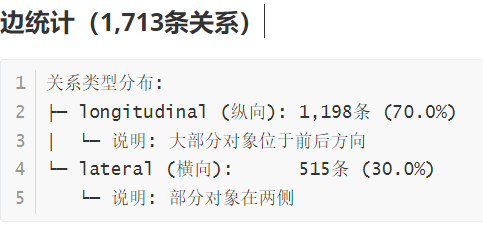 边统计（1,713条关系）
1 关系类型分布:
2 ├─ longitudinal (纵向): 1,198条 (70.0%)
3 │  └─ 说明: 大部分对象位于前后方向
4 └─ lateral (横向):      515条 (30.0%)
5    └─ 说明: 部分对象在两侧